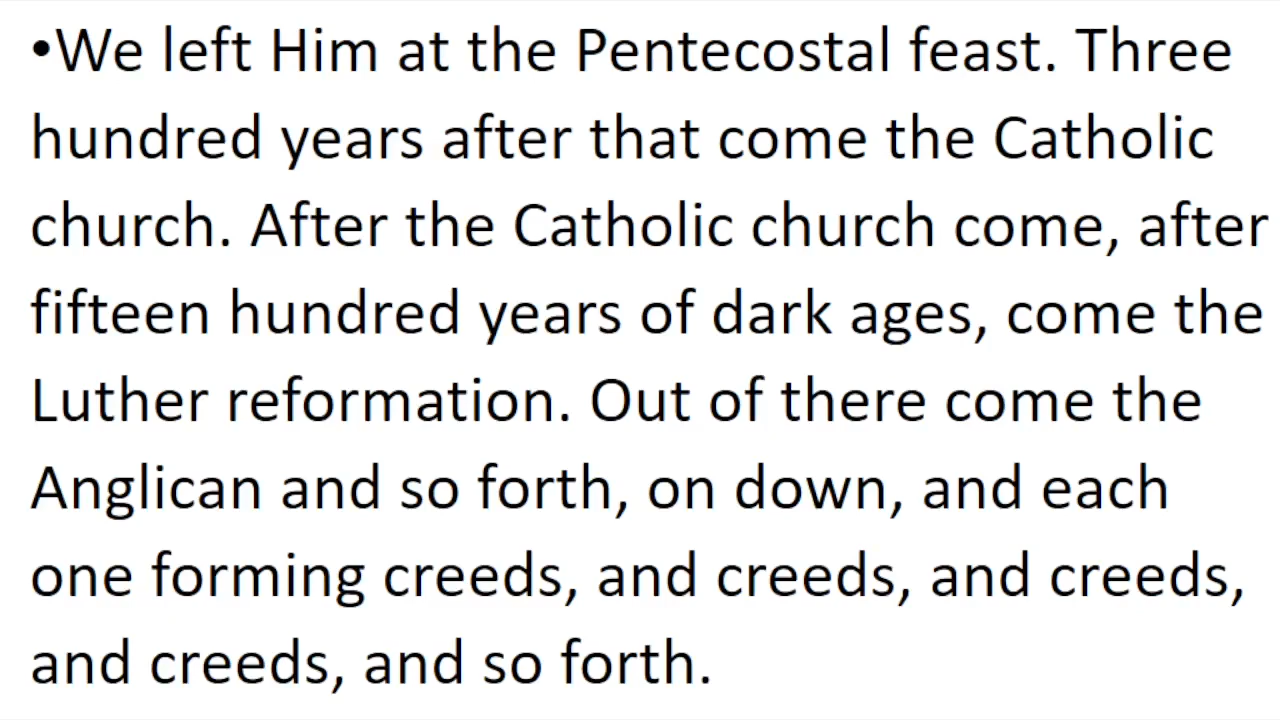 •We left Him at the Pentecostal feast. Three
hundred years after that come the Catholic
church. After the Catholic church come, after
fifteen hundred years of dark ages, come the
Luther reformation. Out of there come the
Anglican and so forth, on down, and each
one forming creeds, and creeds, and creeds,
and creeds, and so forth.